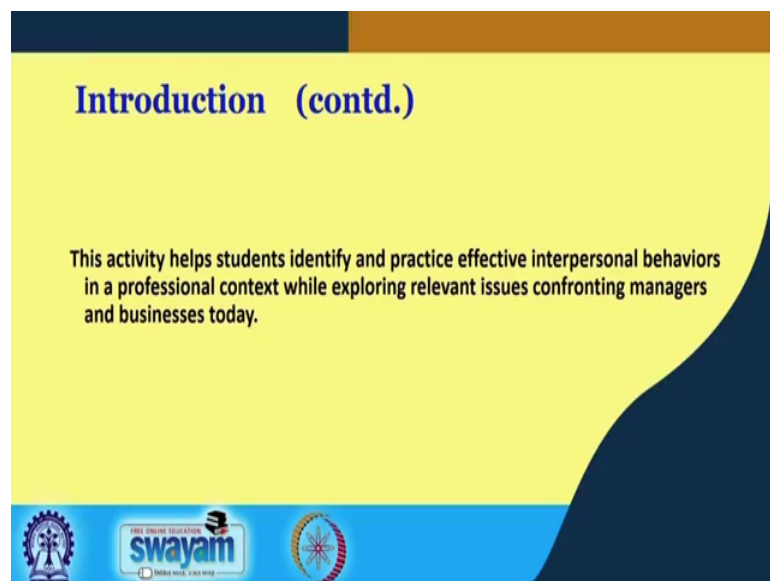 Introduction (contd.)
This activity helps students identify and practice effective interpersonal behaviors
in a professional context while exploring relevant issues confronting managers
and businesses today.
FREE ONLINE EDUCATION
swayam